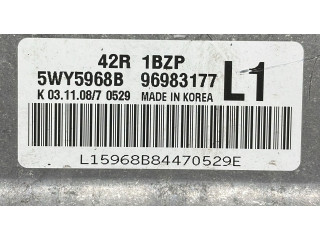 42R 1BZP
5WY5968B 96983177 L1
K 03.11.08/7 0529 MADE IN KOREA
L15968B84470529E